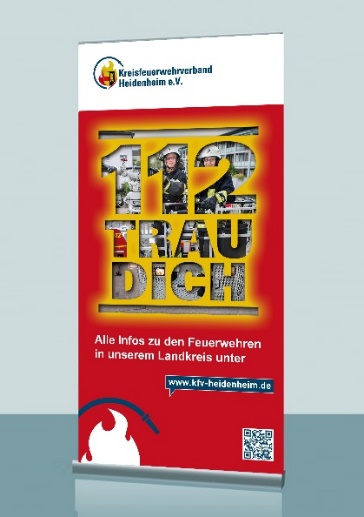 Kreisfeuerwehrverband
Heidenheim e.V.
112
TRAU
DICH
Alle Infos zu den Feuerwehren
in unserem Landkreis unter
www.kfv-heidenheim.de